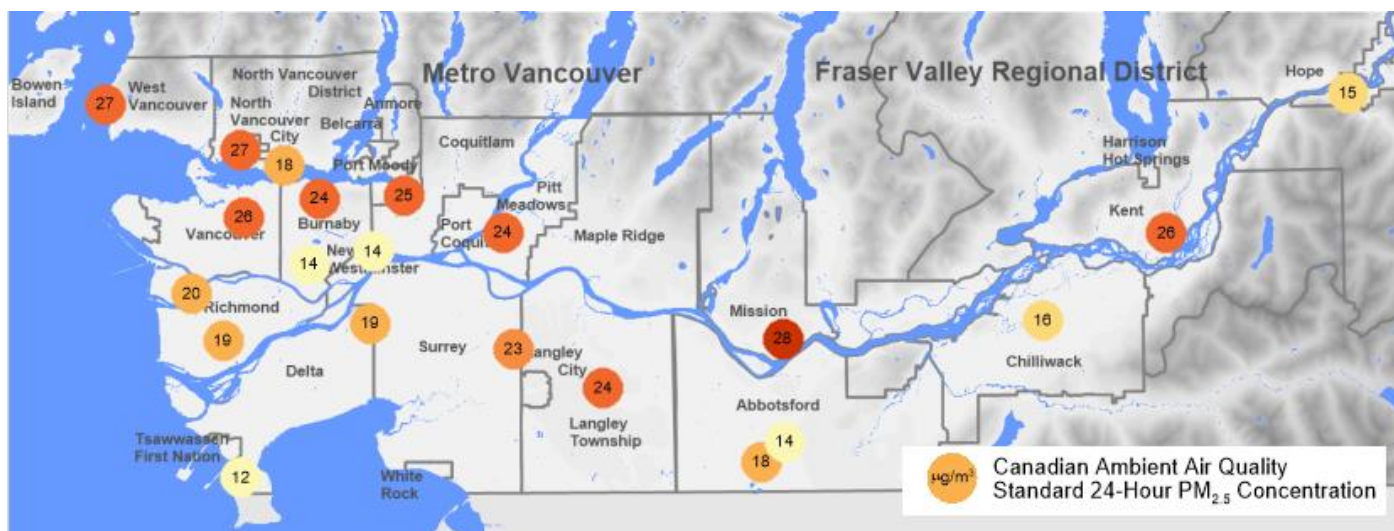 Metro Vancouver
Fraser Valley Regional District
Bowen
Island
27
West
Vancouver
North Vancouver
District
North
Vancouver
City
27
18
Belcarra
Anmore
Port Moody
25
Coquitlam
Hope
15
Harrison
Hot Springs
Kent
26
26
Vancouver
24
Burnaby
14
New
Westminster
14
Port
Coquitlam
24
Pitt
Meadows
Maple Ridge
20
Richmond
19
19
Delta
Surrey
23
Langley
City
24
Langley
Township
Mission
28
16
Chilliwack
Abbotsford
14
18
Tsawwassen
First Nation
12
White
Rock
µg/m³
Canadian Ambient Air Quality
Standard 24-Hour PM2.5 Concentration